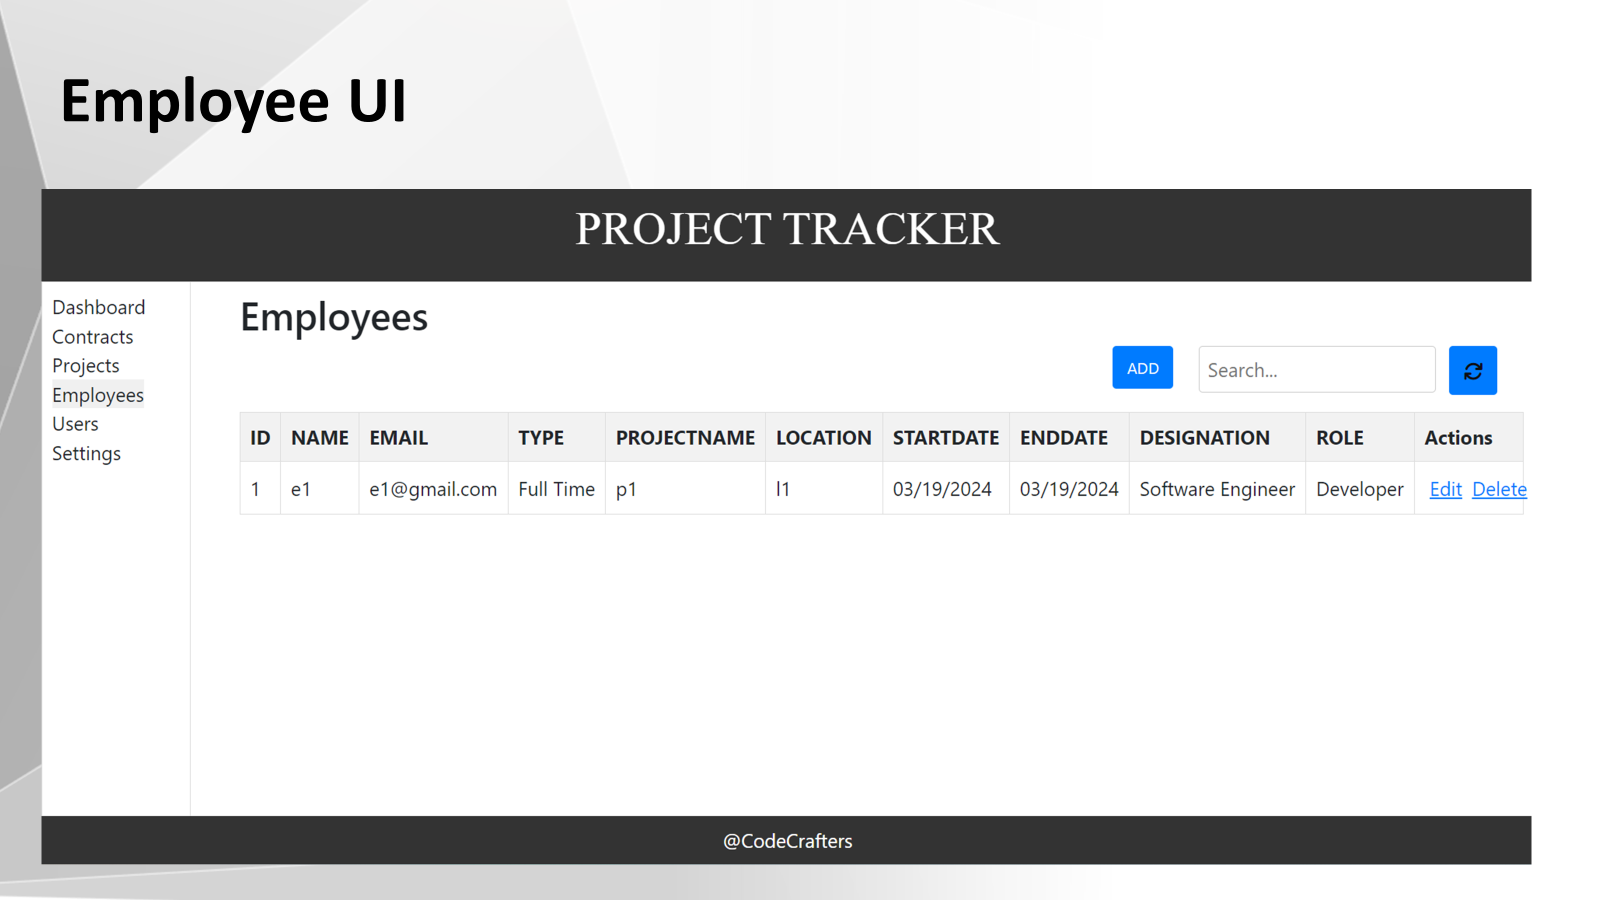 Employee UI
PROJECT TRACKER
Dashboard
Contracts
Projects
Employees
Users
Settings
Employees
ADD Search...
ID NAME EMAIL TYPE PROJECTNAME LOCATION STARTDATE ENDDATE DESIGNATION ROLE Actions
1 e1 e1@gmail.com Full Time p1 l1 03/19/2024 03/19/2024 Software Engineer Developer Edit Delete
@CodeCrafters